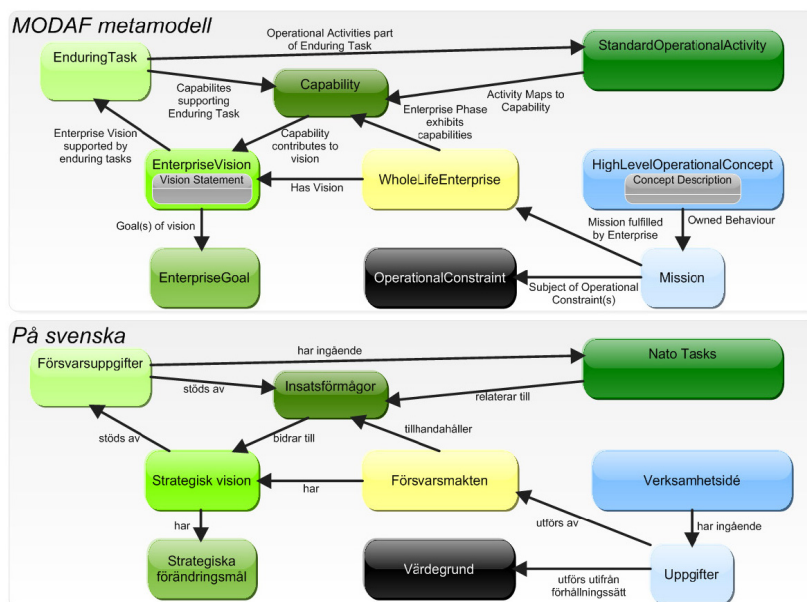 MODAF metamodell
Operational Activities part
of Enduring Task
EnduringTask
StandardOperationalActivity
Capabilites
supporting
Enduring Task
Capability
Enterprise Phase
exhibits
capabilities
Activity Maps to
Capability
Enterprise Vision
supported by
enduring tasks
Capability
contributes to
vision
EnterpriseVision
Vision Statement
Has Vision
WholeLifeEnterprise
HighLevelOperationalConcept
Concept Description
Goal(s) of vision
Mission fulfilled
by Enterprise
Owned Behaviour
EnterpriseGoal
OperationalConstraint
Subject of Operational
Constraint(s)
Mission
På svenska
har ingående
Försvarsuppgifter
Nato Tasks
stöds av
Insatsförmågor
relaterar till
stöds av
bidrar till
tillhandahåller
Strategisk vision
har
Försvarsmakten
Verksamhetsidé
har
utförs av
har ingående
Strategiska
förändringsmål
Värdegrund
utförs utifrån
förhållningssätt
Uppgifter